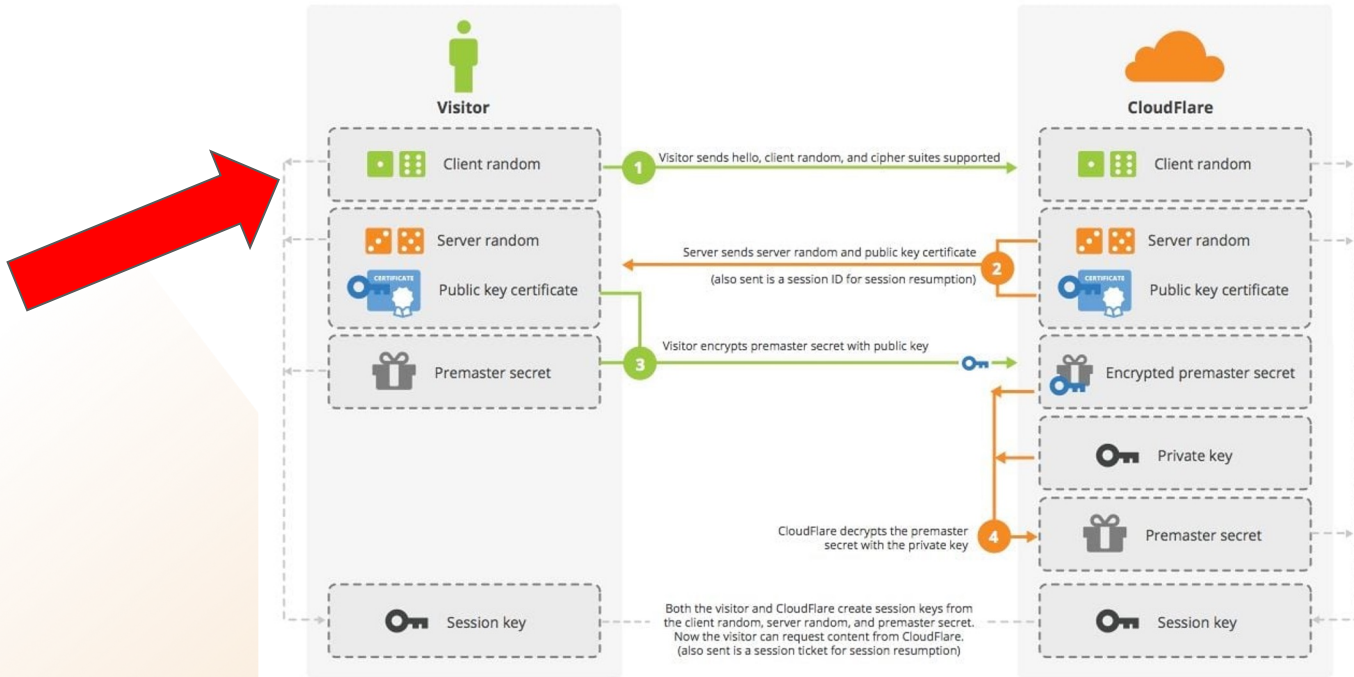 Visitor
CloudFlare
Client random
1
Visitor sends hello, client random, and cipher suites supported
Client random
Server random
CERTIFICATE
Public key certificate
Server sends server random and public key certificate
(also sent is a session ID for session resumption)
2
Server random
CERTIFICATE
Public key certificate
Premaster secret
3
Visitor encrypts premaster secret with public key
Encrypted premaster secret
Private key
CloudFlare decrypts the premaster
secret with the private key
4
Premaster secret
Session key
Both the visitor and CloudFlare create session keys from
the client random, server random, and premaster secret.
Now the visitor can request content from CloudFlare.
(also sent is a session ticket for session resumption)
Session key